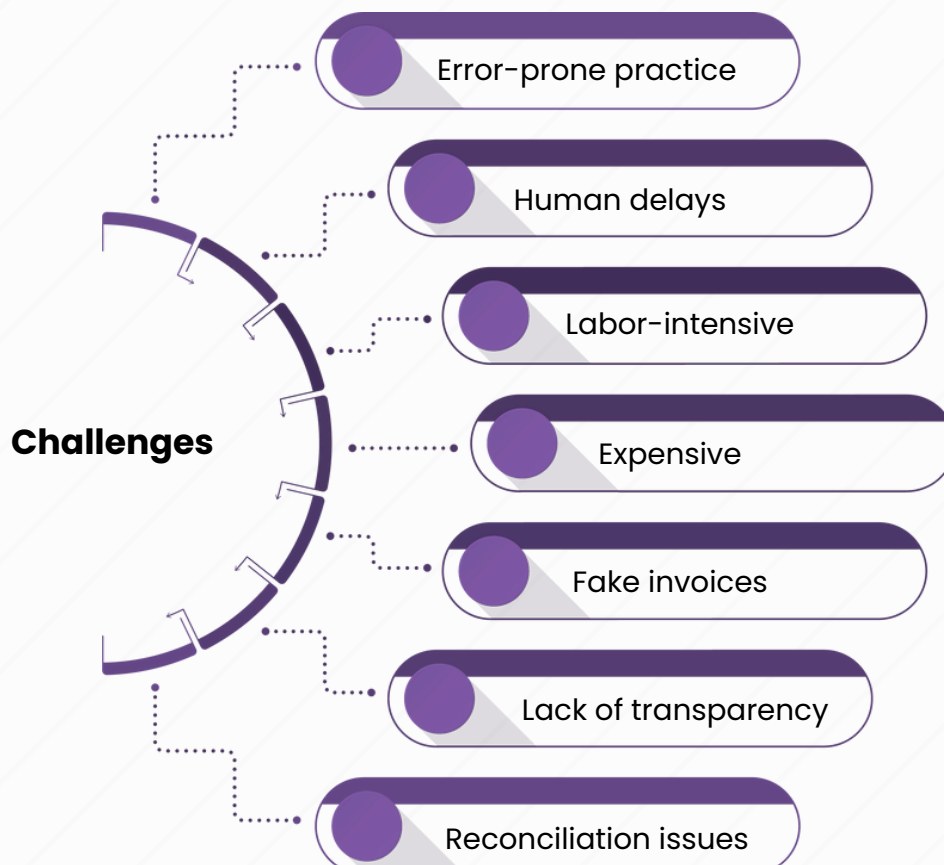 Error-prone practice
Human delays
Labor-intensive
Challenges
Expensive
Fake invoices
Lack of transparency
Reconciliation issues